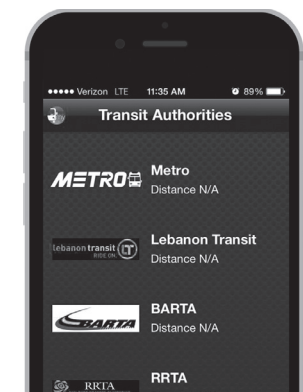 Verizon LTE 11:35 AM 89%
Transit Authorities
METRO
Metro
Distance N/A
lebanon transit LT
RIDE ON.
Lebanon Transit
Distance N/A
BARTA
BARTA
Distance N/A
RRTA
RRTA